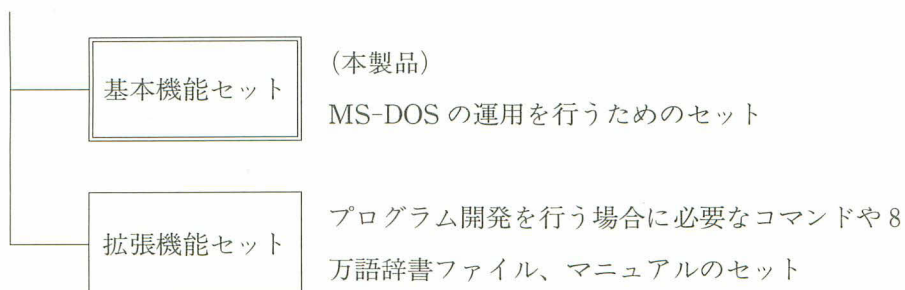 基本機能セット
(本製品)
MS-DOS の運用を行うためのセット
拡張機能セット
プログラム開発を行う場合に必要なコマンドや8
万語辞書ファイル、マニュアルのセット